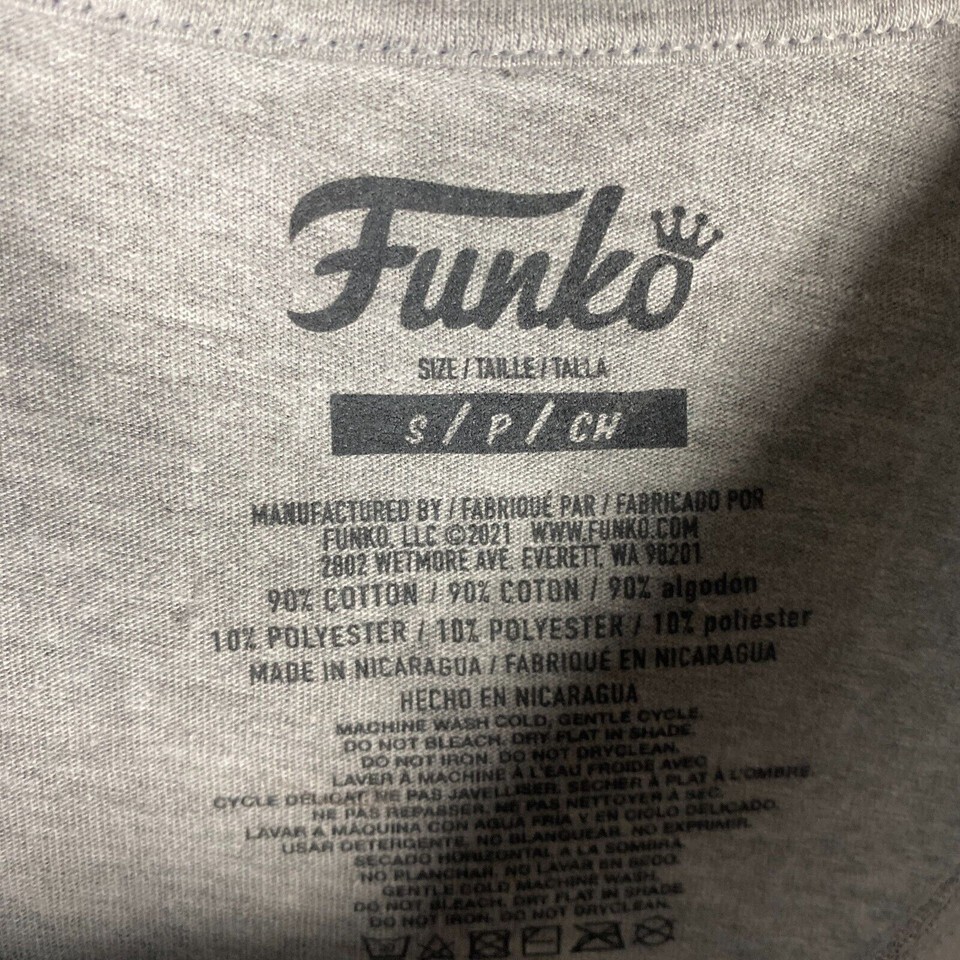 Funko
SIZE / TAILLE / TALLA
S / P / CH
MANUFACTURED BY / FABRIQUÉ PAR / FABRICADO POR
FUNKO, LLC ©2021 WWW.FUNKO.COM
2802 WETMORE AVE. EVERETT, WA 98201
90% COTTON / 90% COTON / 90% algodón
10% POLYESTER / 10% POLYESTER / 10% poliéster
MADE IN NICARAGUA / FABRIQUÉ EN NICARAGUA
HECHO EN NICARAGUA
MACHINE WASH COLD, GENTLE CYCLE.
DO NOT BLEACH. DRY FLAT IN SHADE.
DO NOT IRON. DO NOT DRYCLEAN.
LAVER A MACHINE À L'EAU FROIDE AVEC
CYCLE DÉLICAT, NE PAS JAVELLISER. SÉCHER À PLAT À L'OMBRE.
NE PAS REPASSER. NE PAS NETTOYER À SEC.
LAVAR A MAQUINA CON AGUA FRÍA Y EN CICLO DELICADO.
USAR DETERGENTE. NO BLANQUEAR. NO EXPRIMER.
SECADO HORIZONTAL A LA SOMBRA
NO PLANCHAR. NO LAVAR EN SECO.
GENTLE COLD MACHINE WASH.
DO NOT BLEACH. DRY FLAT IN SHADE
DO NOT IRON. DO NOT DRYCLEAN.